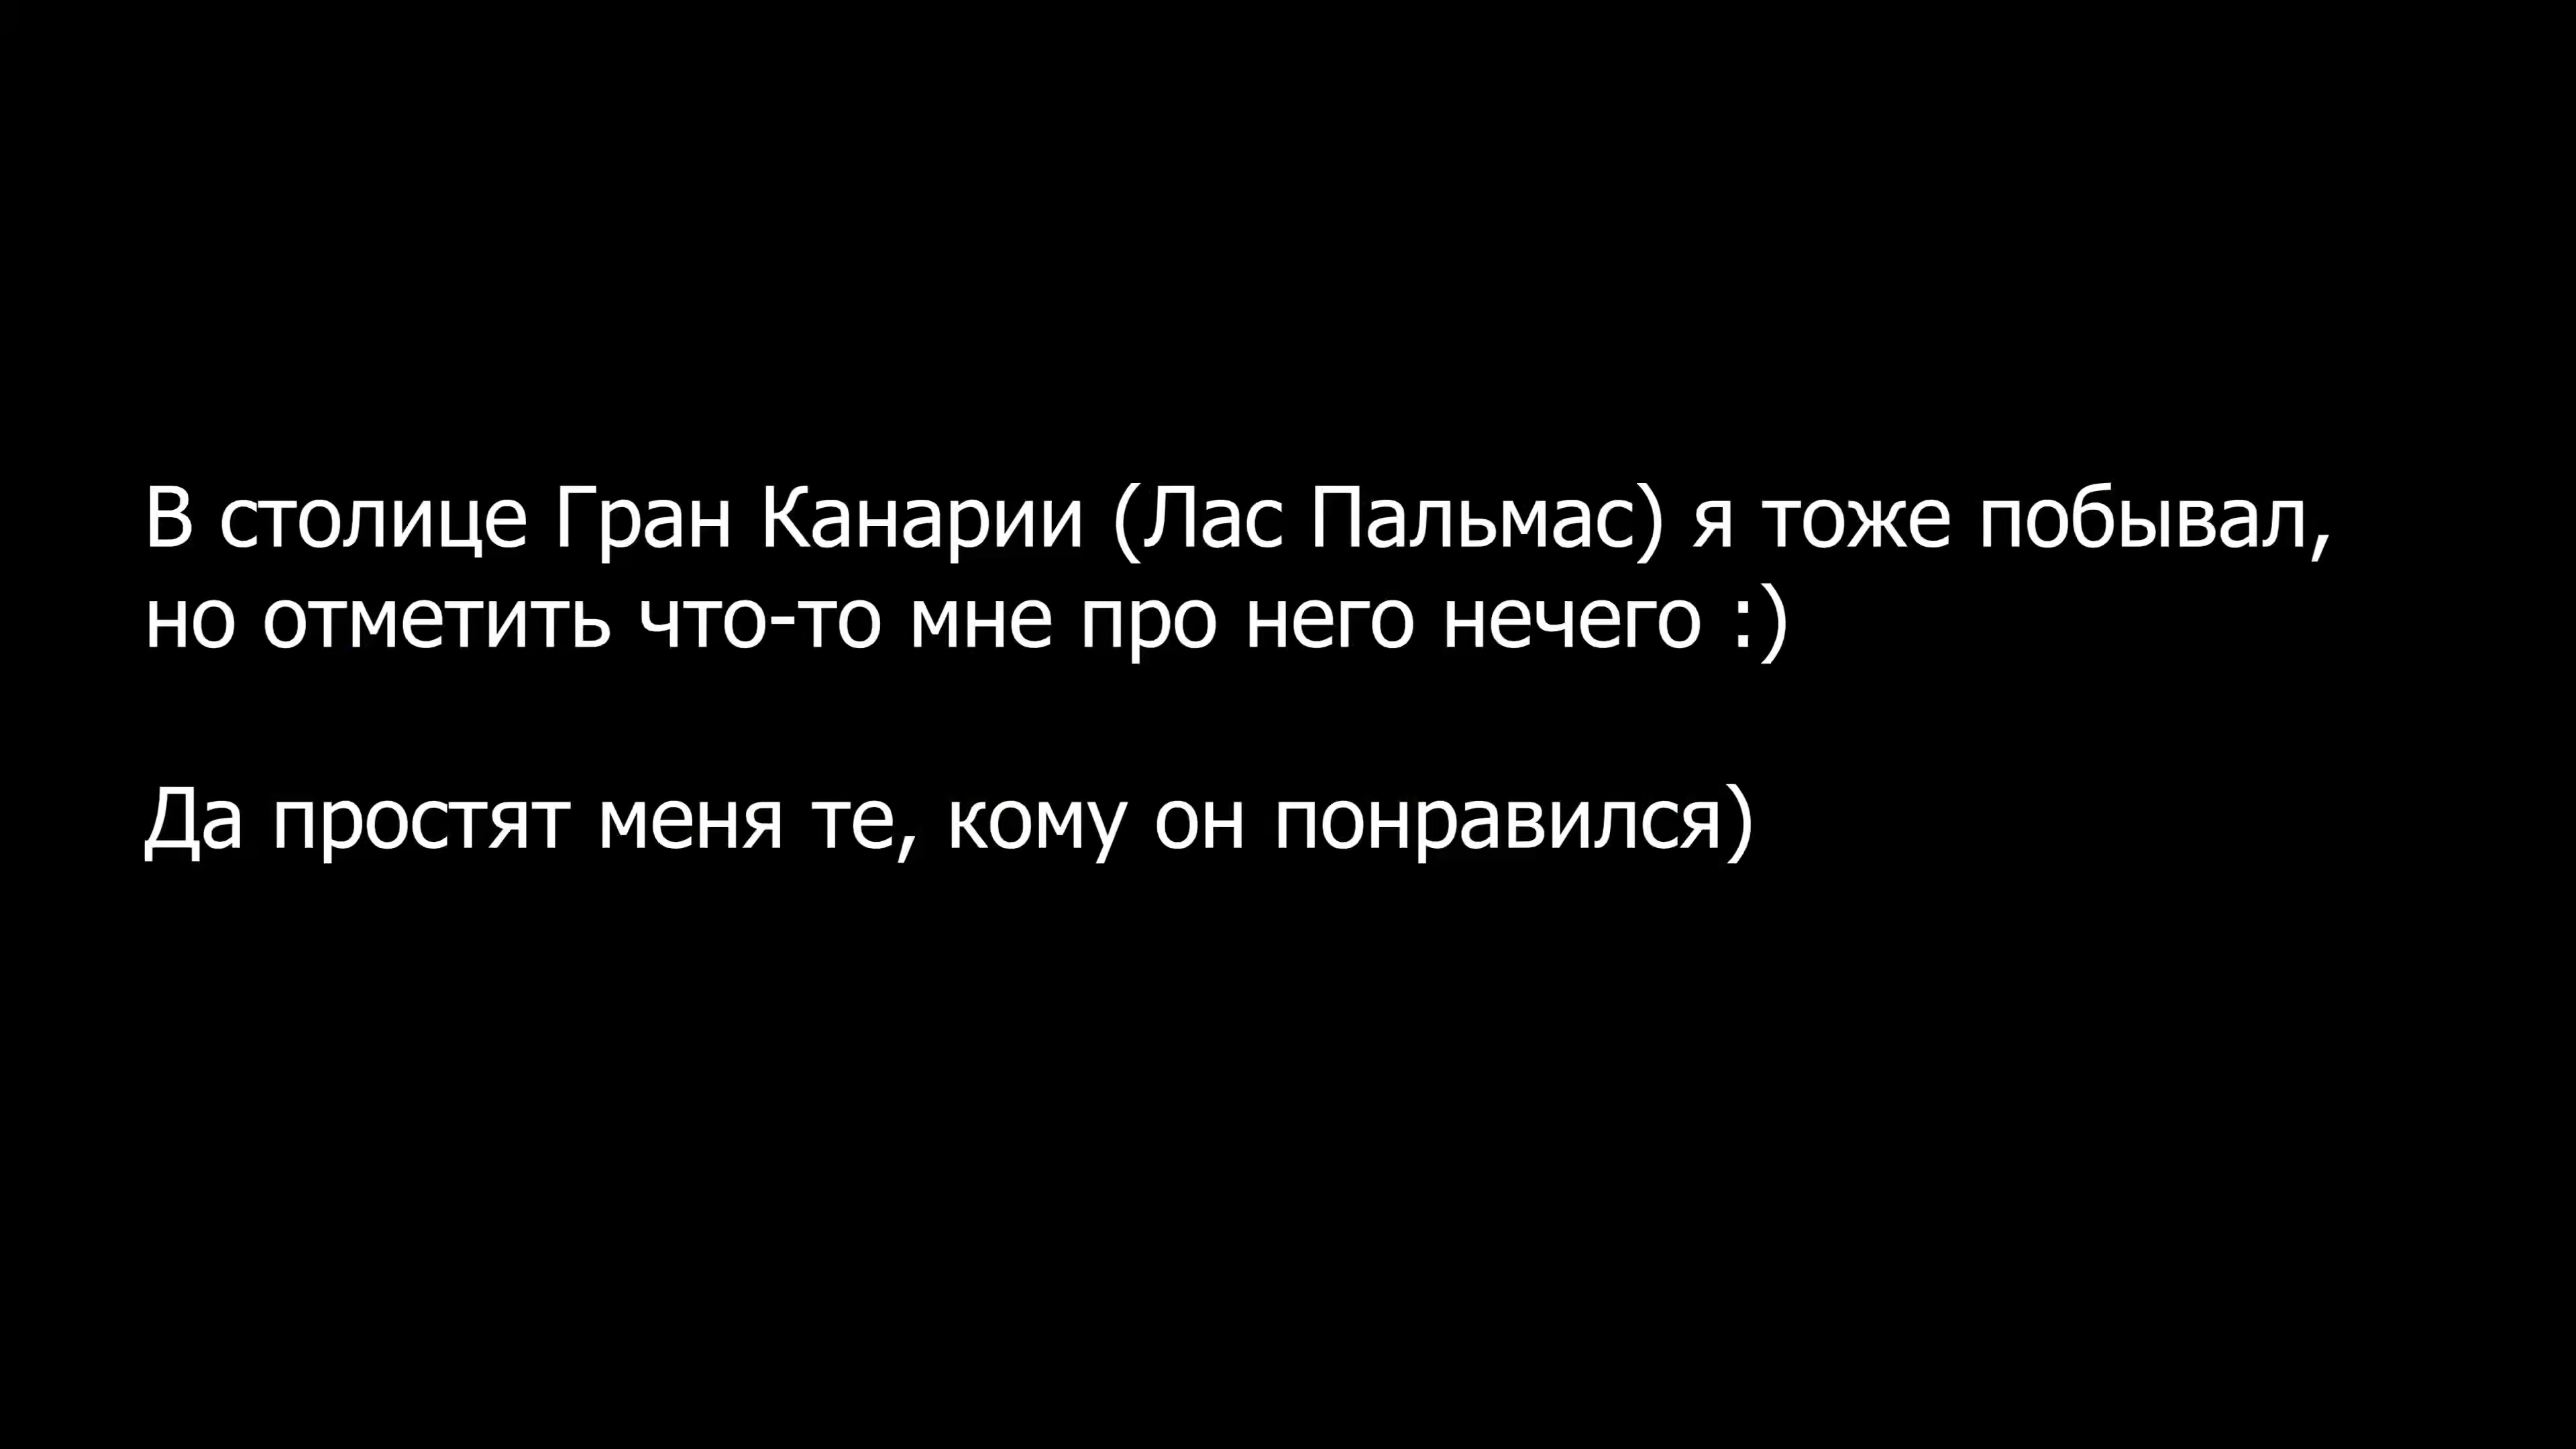 В столице Гран Канарии (Лас Пальмас) я тоже побывал,
но отметить что-то мне про него нечего :)
Да простят меня те, кому он понравился)